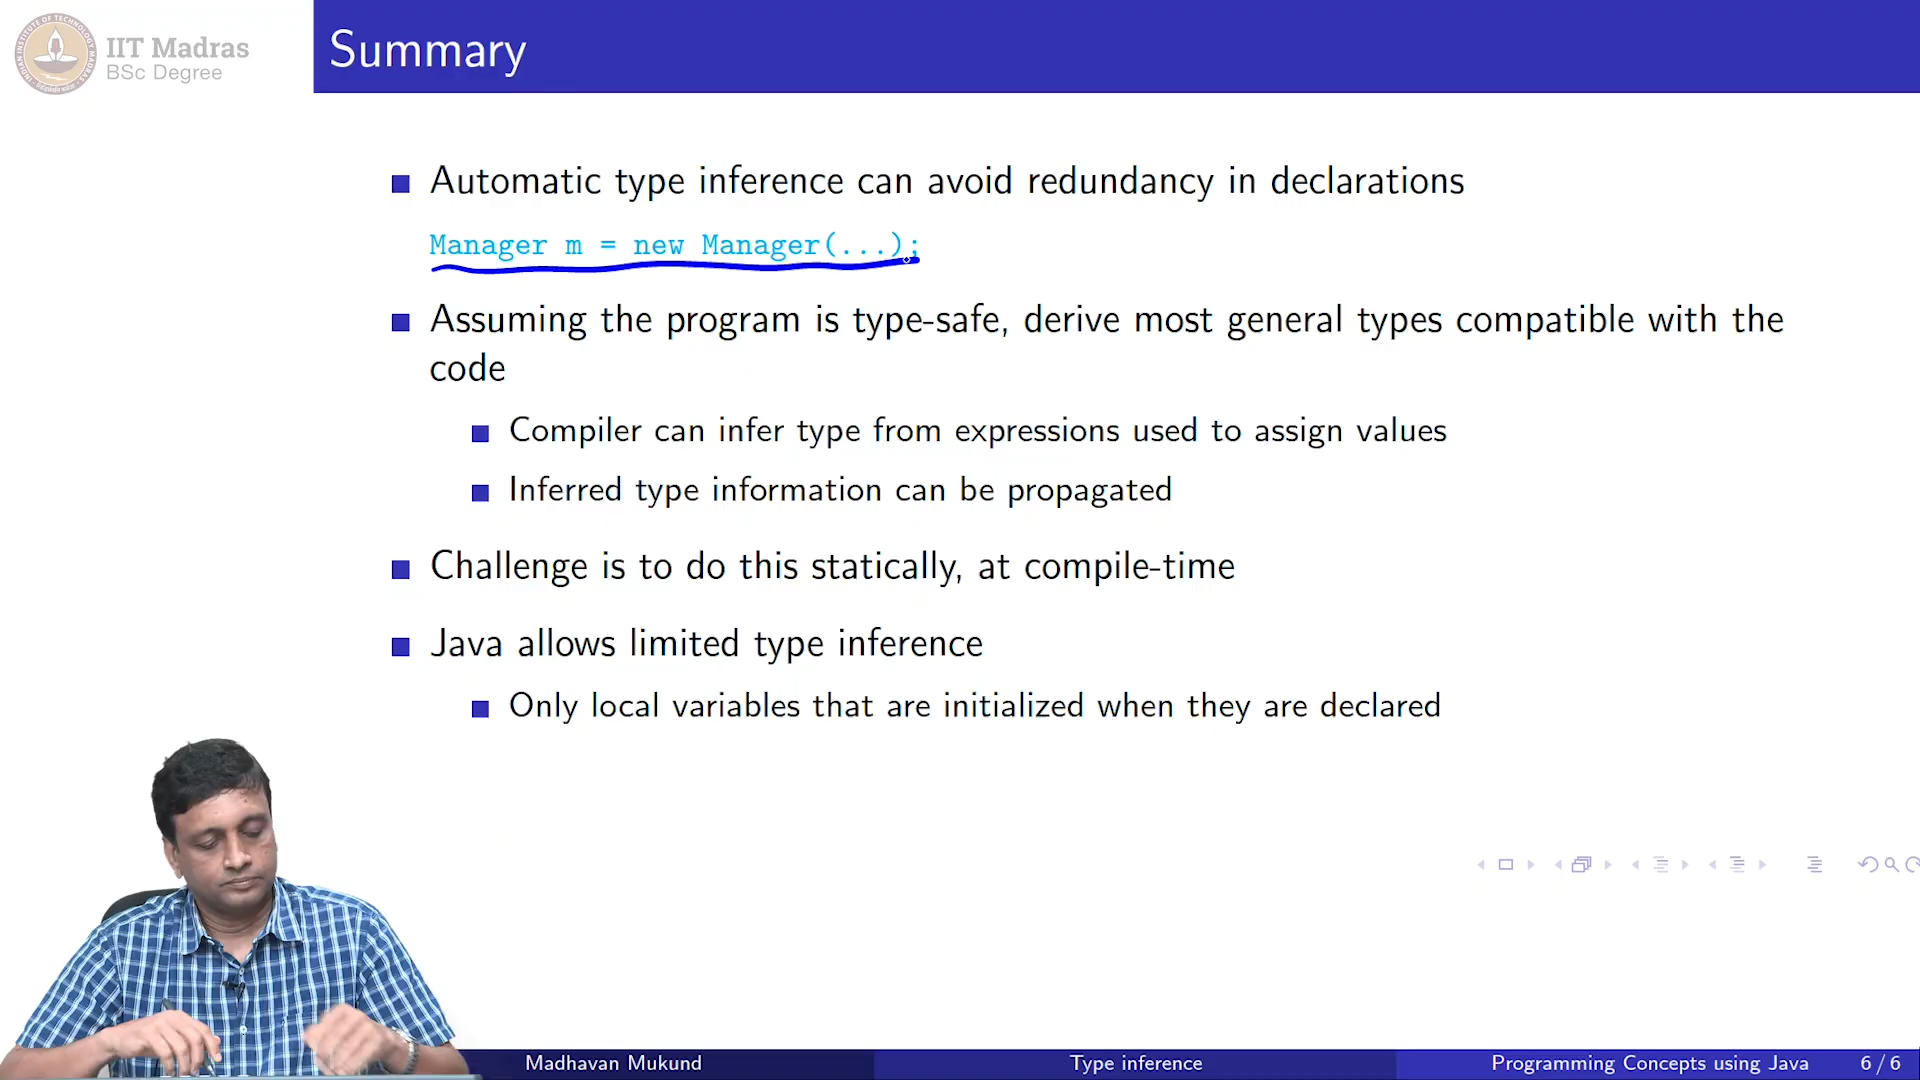 IIT Madras
BSc Degree
Summary
Automatic type inference can avoid redundancy in declarations
Manager m = new Manager(...);
Assuming the program is type-safe, derive most general types compatible with the
code
Compiler can infer type from expressions used to assign values
Inferred type information can be propagated
Challenge is to do this statically, at compile-time
Java allows limited type inference
Only local variables that are initialized when they are declared
Madhavan Mukund
Type inference
Programming Concepts using Java
6 / 6